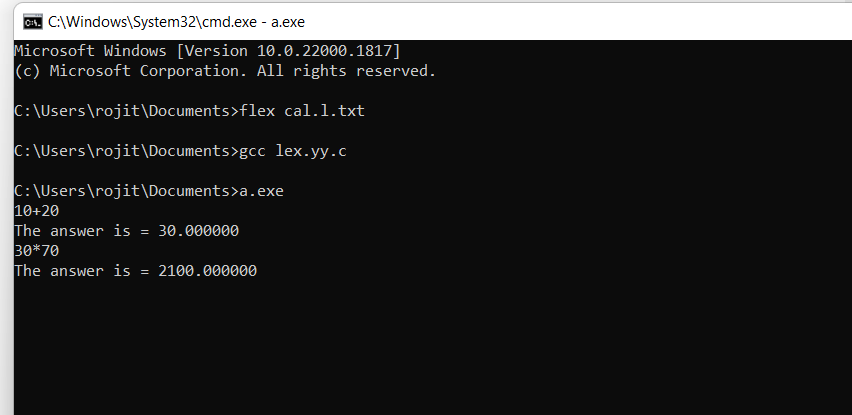 C:\Windows\System32\cmd.exe - a.exe
Microsoft Windows [Version 10.0.22000.1817]
(c) Microsoft Corporation. All rights reserved.
C:\Users\rojit\Documents>flex cal.l.txt
C:\Users\rojit\Documents>gcc lex.yy.c
C:\Users\rojit\Documents>a.exe
10+20
The answer is = 30.000000
30*70
The answer is = 2100.000000